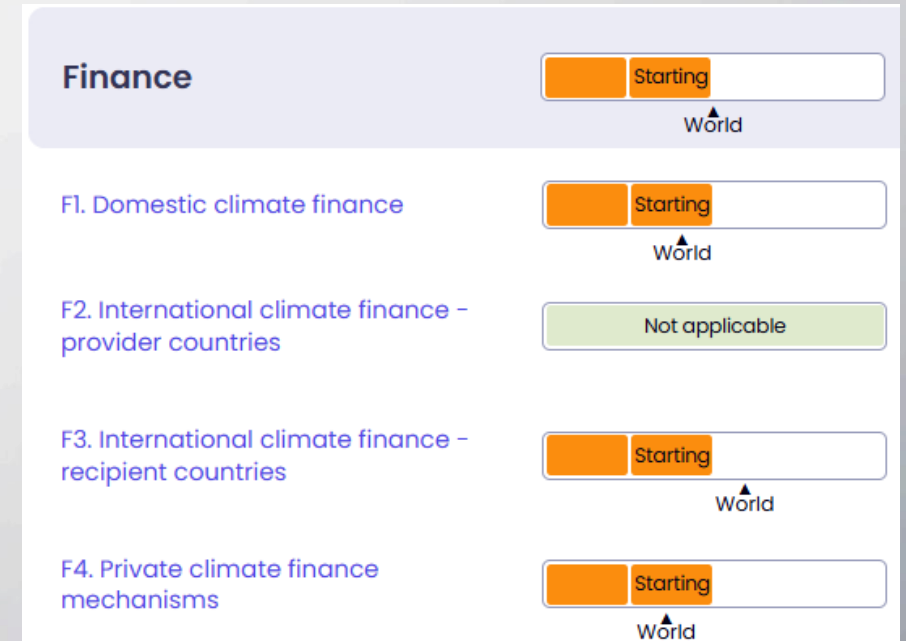 Finance
Starting
World
F1. Domestic climate finance
Starting
World
F2. International climate finance -
provider countries
Not applicable
F3. International climate finance -
recipient countries
Starting
World
F4. Private climate finance
mechanisms
Starting
World